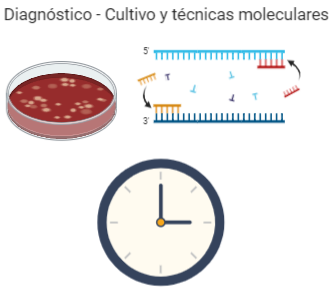 Diagnóstico - Cultivo y técnicas moleculares
5'
3'